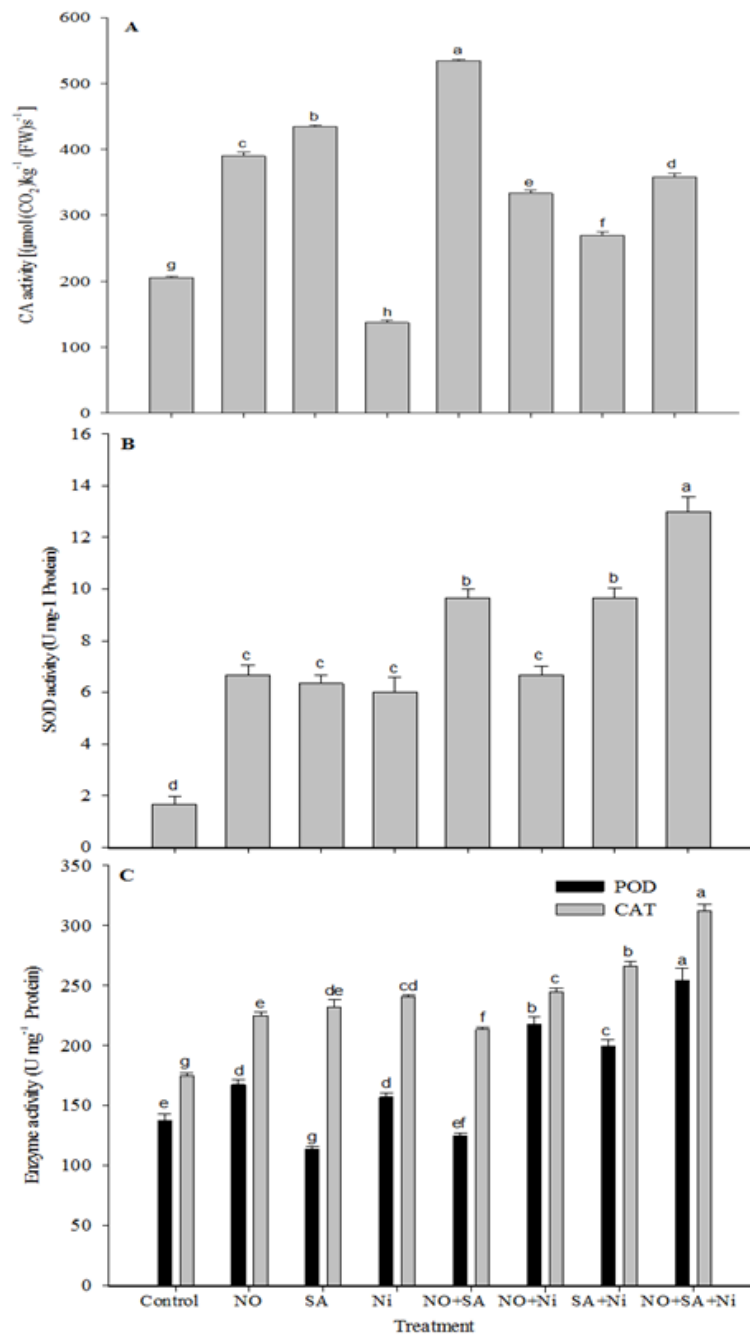 A
CA activity [(µmol (CO2)kg-1 (FW)s-1
600
500
400
300
200
100
0
g
c
b
h
a
e
f
d
B
SOD activity (U mg-1 Protein)
16
14
12
10
8
6
4
2
0
d
c
c
c
b
c
b
a
C
POD
CAT
Enzyme activity (U mg-1 Protein)
350
300
250
200
150
100
50
0
e
g
d
e
g
de
d
cd
ef
f
b
c
c
b
a
a
Control
NO
SA
Ni
NO+SA
NO+Ni
SA+Ni
NO+SA+Ni
Treatment